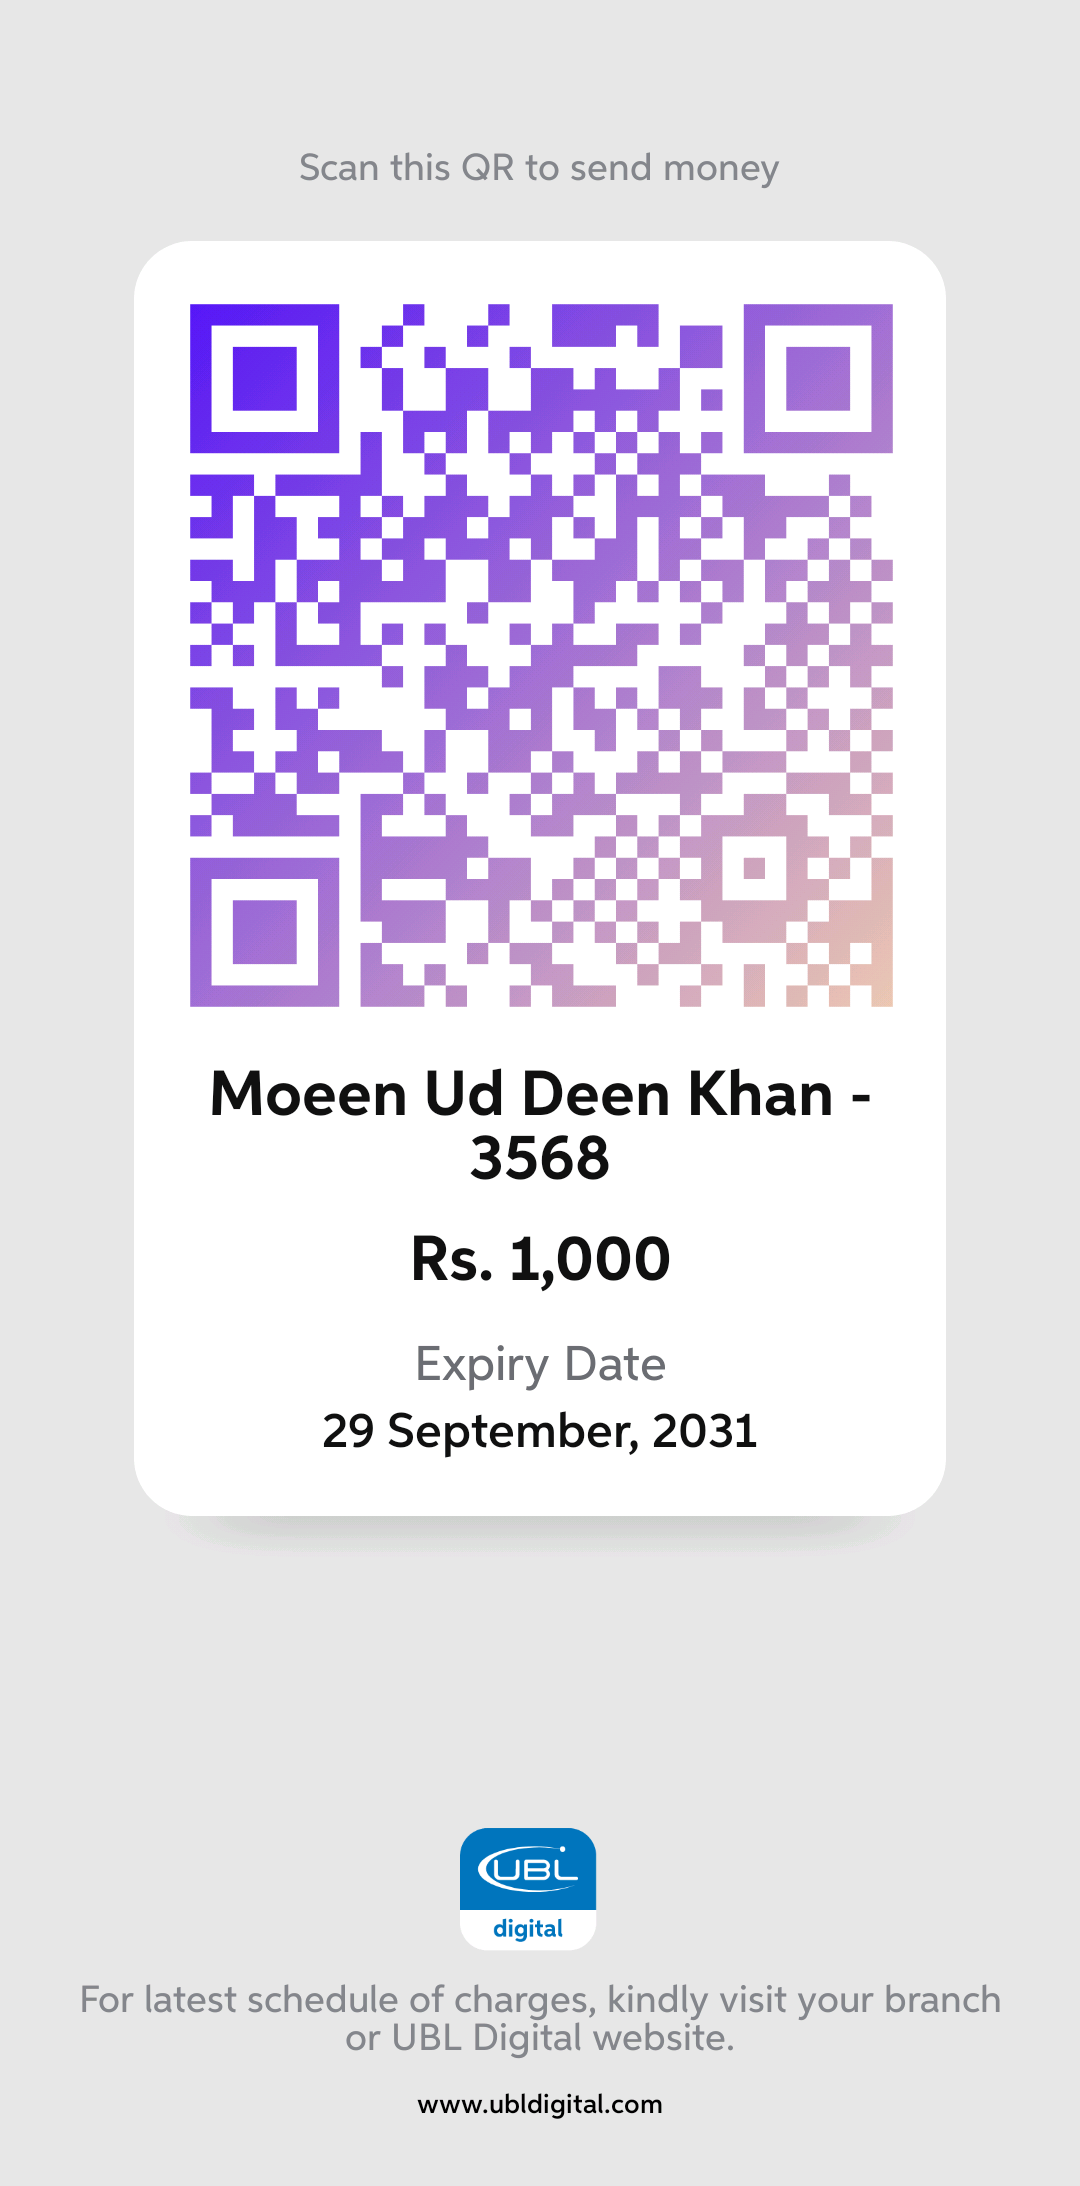 Scan this QR to send money
Moeen Ud Deen Khan -
3568
Rs. 1,000
Expiry Date
29 September, 2031
UBL
digital
For latest schedule of charges, kindly visit your branch
or UBL Digital website.
www.ubldigital.com